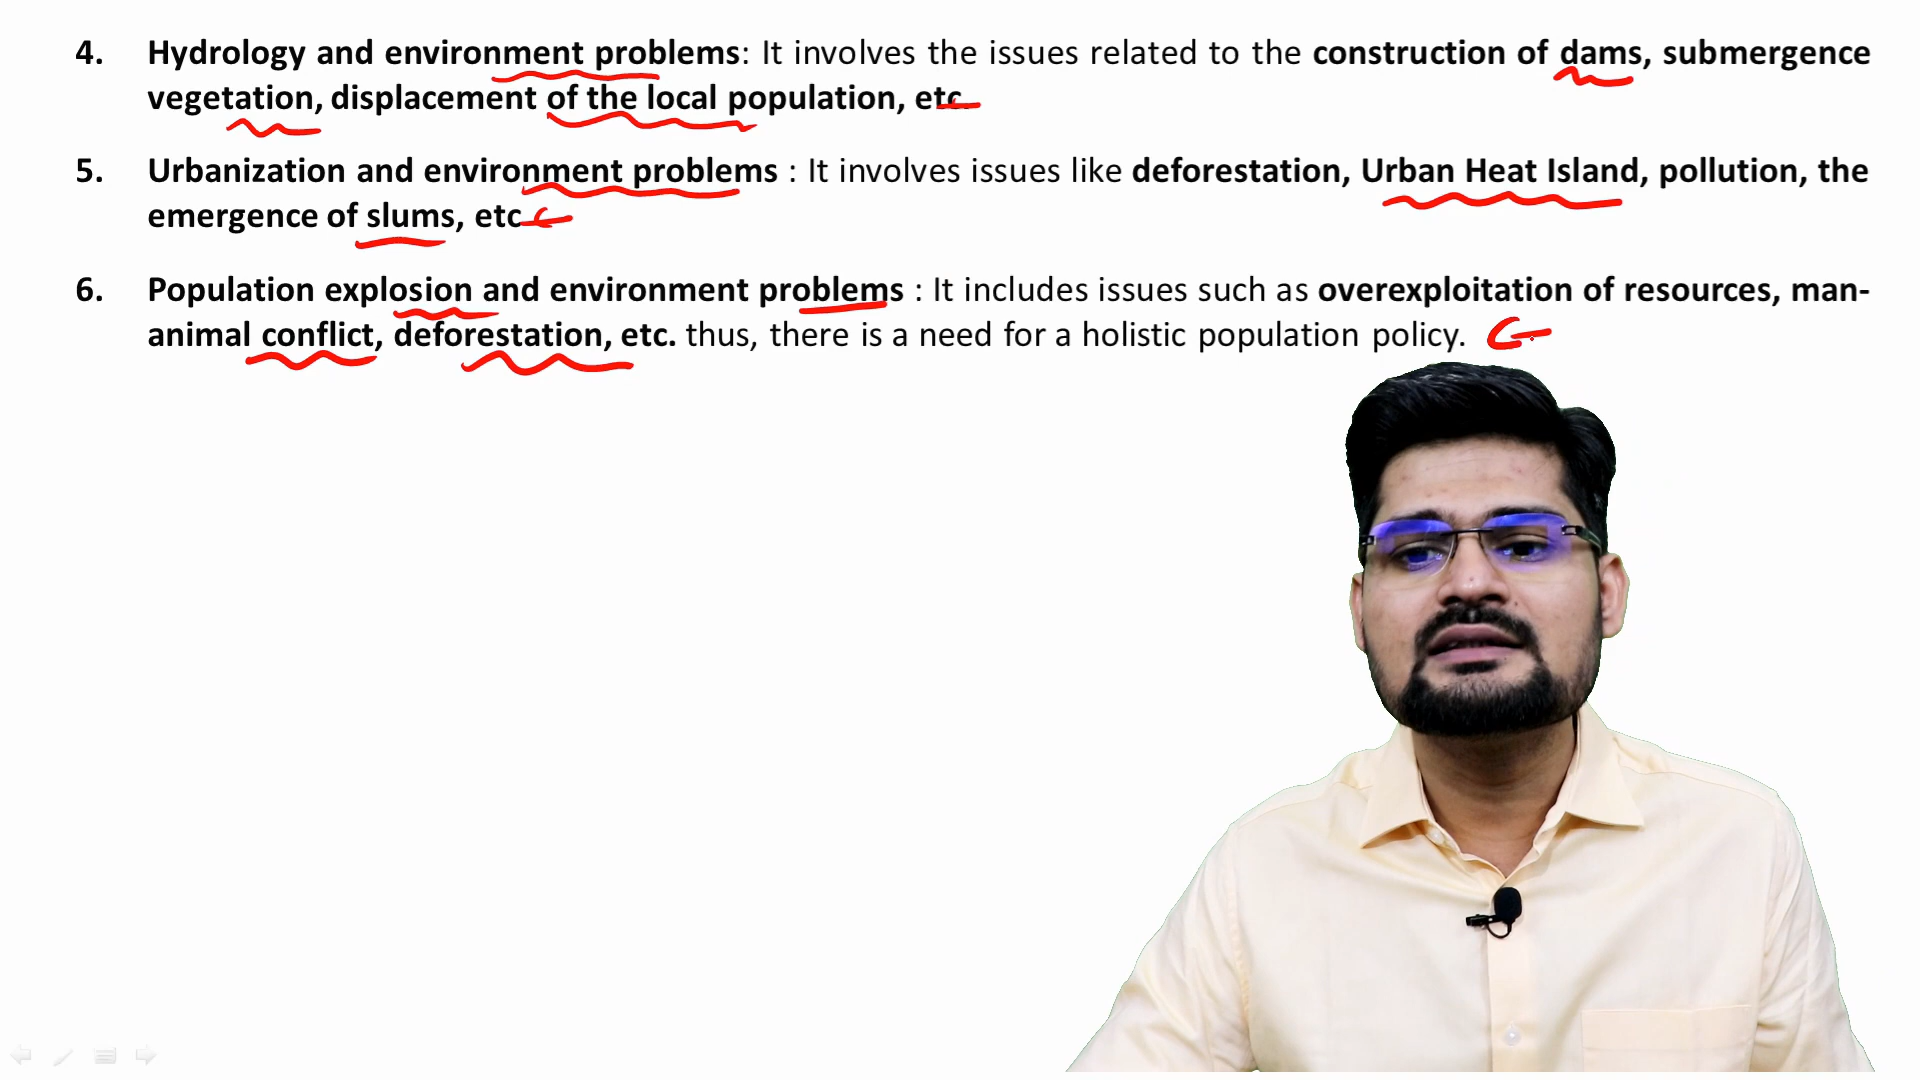 4. Hydrology and environment problems: It involves the issues related to the construction of dams, submergence
vegetation, displacement of the local population, etc.
5. Urbanization and environment problems : It involves issues like deforestation, Urban Heat Island, pollution, the
emergence of slums, etc
6. Population explosion and environment problems : It includes issues such as overexploitation of resources, man-
animal conflict, deforestation, etc. thus, there is a need for a holistic population policy.